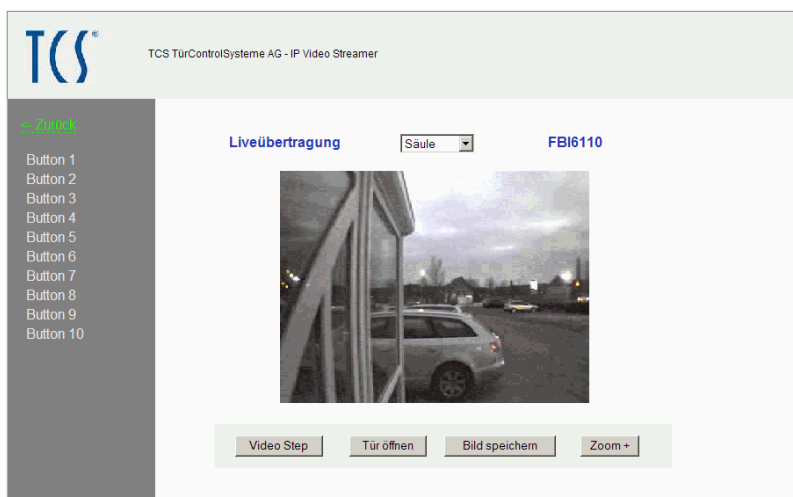 TCS®
TCS TürControlSysteme AG - IP Video Streamer
<- Zurück
Liveübertragung Säule FBI6110
Button 1
Button 2
Button 3
Button 4
Button 5
Button 6
Button 7
Button 8
Button 9
Button 10
Video Step Tür öffnen Bild speichern Zoom +